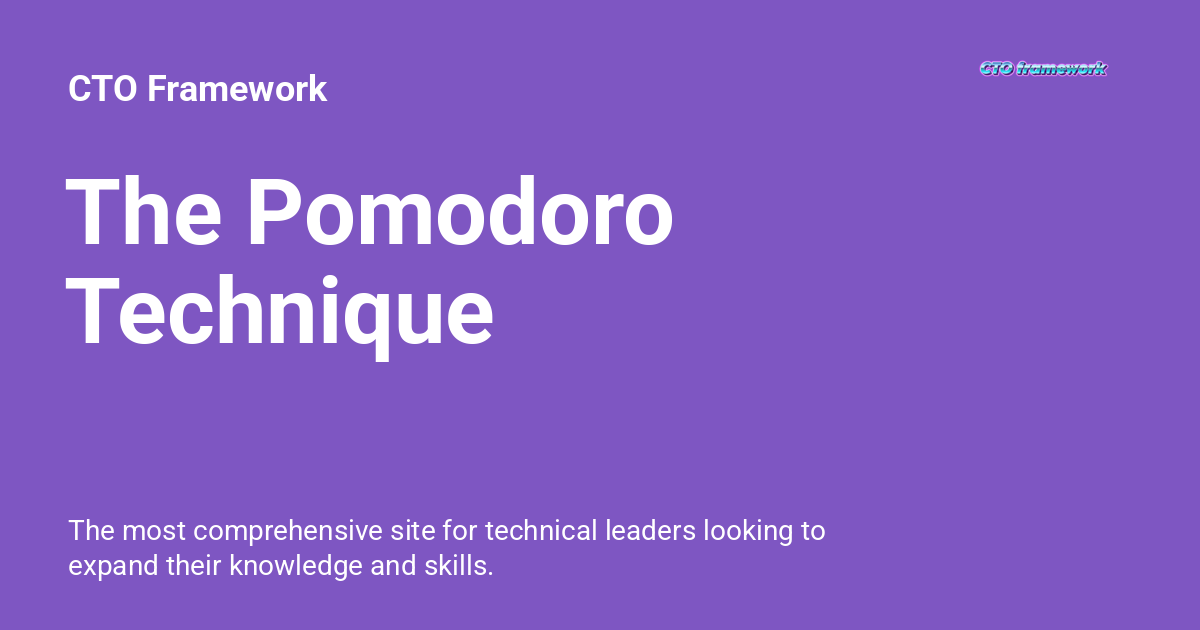 CTO Framework
CTO framework
The Pomodoro
Technique
The most comprehensive site for technical leaders looking to
expand their knowledge and skills.